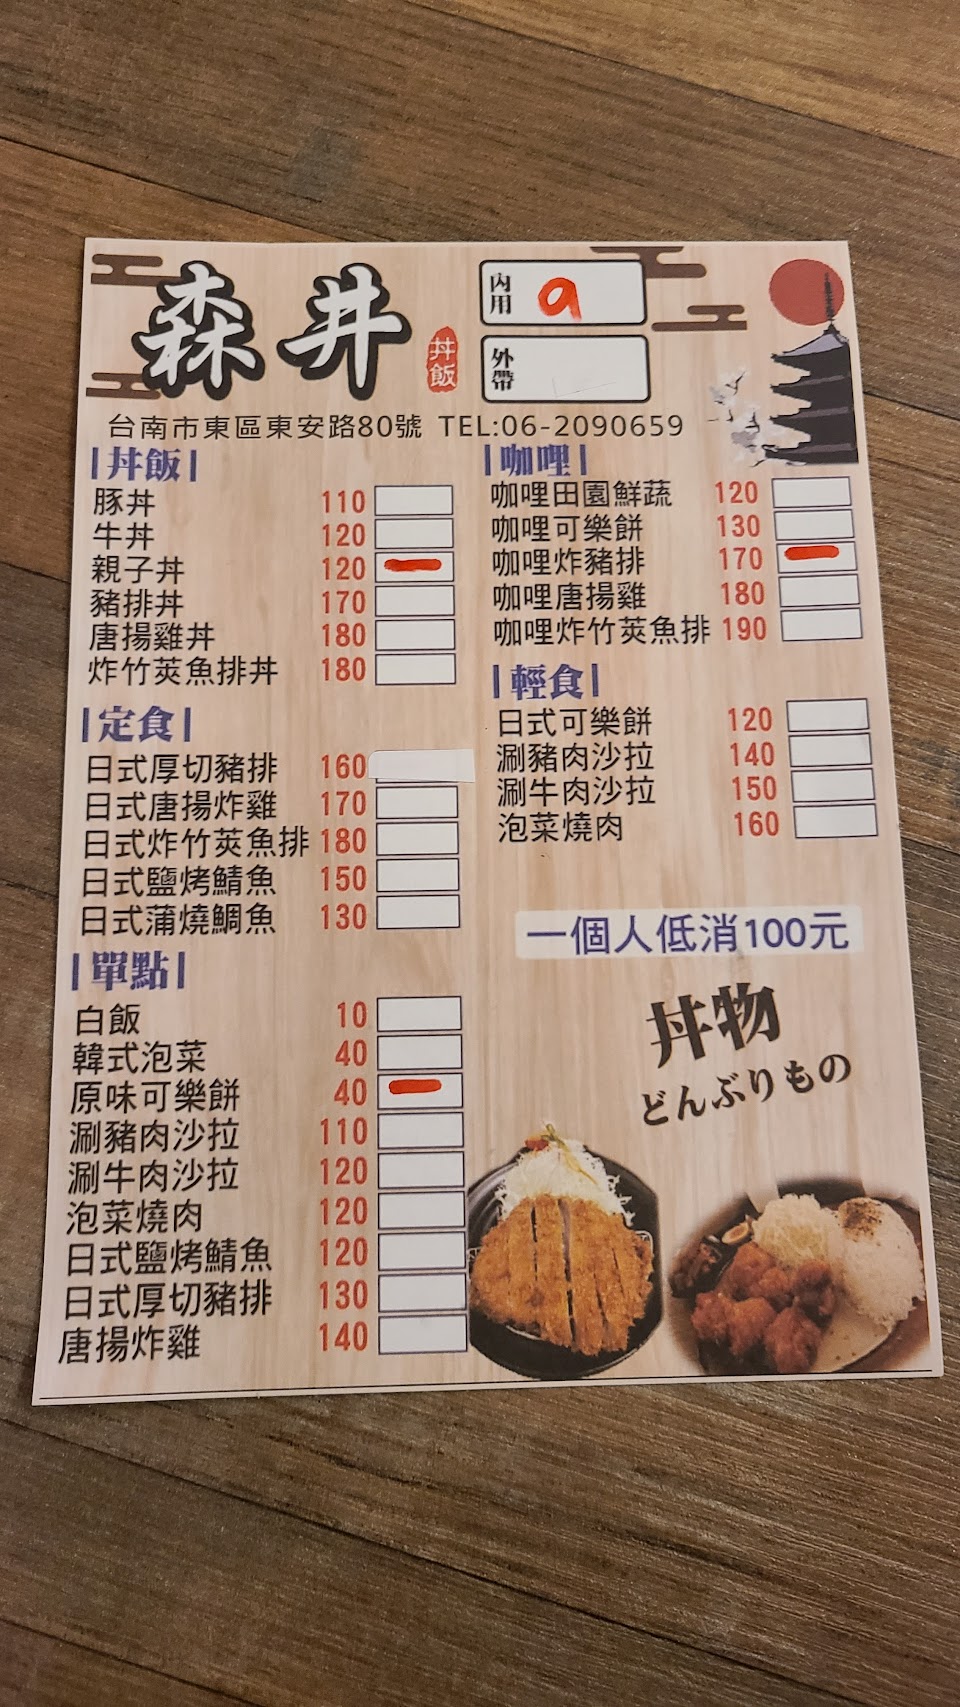 森井
丼飯
內用 9
外帶
台南市東區東安路80號 TEL:06-2090659
|丼飯|
豚丼 110
牛丼 120
親子丼 120
豬排丼 170
唐揚雞丼 180
炸竹莢魚排丼 180
|定食|
日式厚切豬排 160
日式唐揚炸雞 170
日式炸竹莢魚排 180
日式鹽烤鯖魚 150
日式蒲燒鯛魚 130
|單點|
白飯 10
韓式泡菜 40
原味可樂餅 40
涮豬肉沙拉 110
涮牛肉沙拉 120
泡菜燒肉 120
日式鹽烤鯖魚 120
日式厚切豬排 130
唐揚炸雞 140
|咖哩|
咖哩田園鮮蔬 120
咖哩可樂餅 130
咖哩炸豬排 170
咖哩唐揚雞 180
咖哩炸竹莢魚排 190
|輕食|
日式可樂餅 120
涮豬肉沙拉 140
涮牛肉沙拉 150
泡菜燒肉 160
一個人低消100元
丼物
どんぶりもの